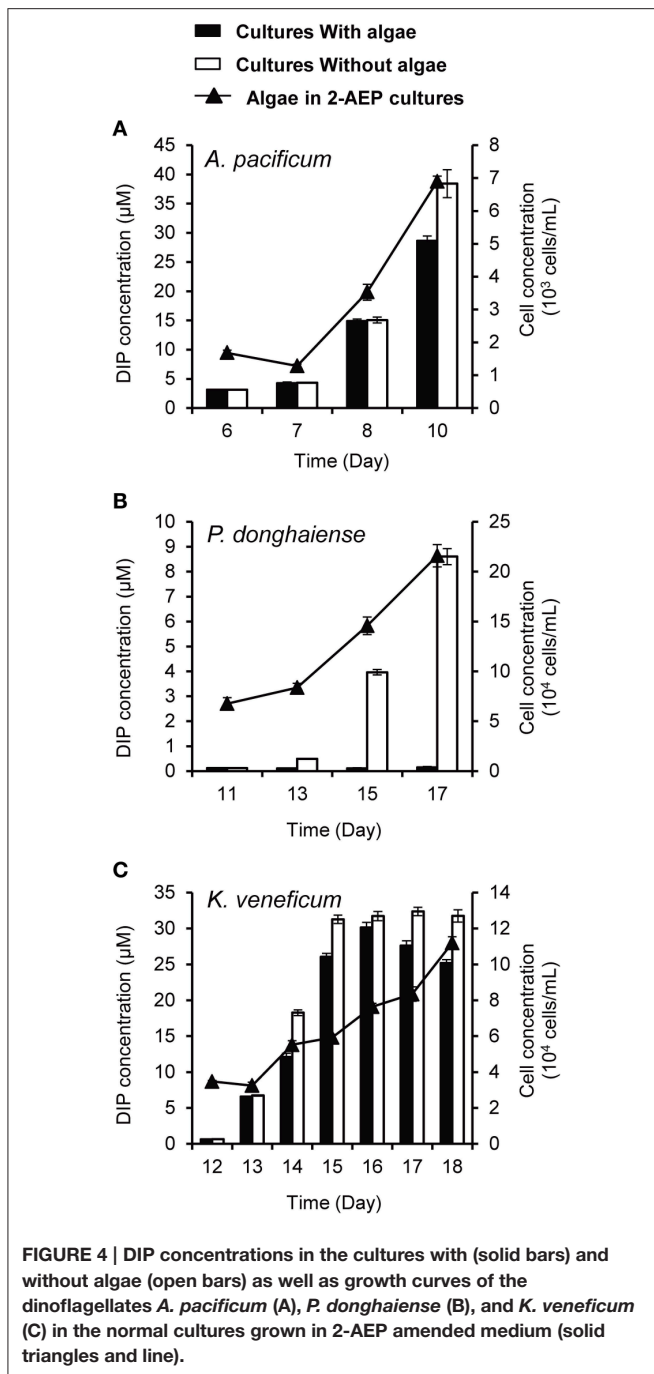 Cultures With algae
Cultures Without algae
Algae in 2-AEP cultures
A
A. pacificum
45
40
35
30
25
20
15
10
5
0
DIP concentration (µM)
8
7
6
5
4
3
2
1
0
Cell concentration
(10³ cells/mL)
6 7 8 10
Time (Day)
B
P. donghaiense
10
9
8
7
6
5
4
3
2
1
0
DIP concentration (µM)
25
20
15
10
5
0
Cell concentration
(10⁴ cells/mL)
11 13 15 17
Time (Day)
C
K. veneficum
35
30
25
20
15
10
5
0
DIP concentration (µM)
14
12
10
8
6
4
2
0
Cell concentration
(10⁴ cells/mL)
12 13 14 15 16 17 18
Time (Day)
FIGURE 4 | DIP concentrations in the cultures with (solid bars) and
without algae (open bars) as well as growth curves of the
dinoflagellates A. pacificum (A), P. donghaiense (B), and K. veneficum
(C) in the normal cultures grown in 2-AEP amended medium (solid
triangles and line).